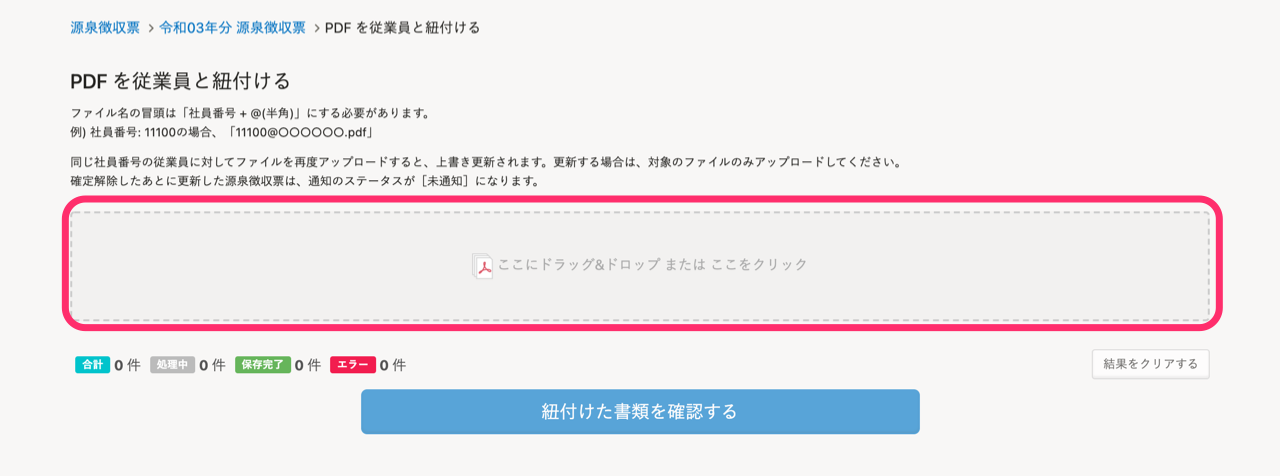 源泉徴収票 > 令和03年分 源泉徴収票 > PDF を従業員と紐付ける
PDF を従業員と紐付ける
ファイル名の冒頭は「社員番号 + @(半角)」にする必要があります。
例) 社員番号: 11100の場合、「11100@〇〇〇〇〇〇.pdf」
同じ社員番号の従業員に対してファイルを再度アップロードすると、上書き更新されます。更新する場合は、対象のファイルのみアップロードしてください。
確定解除したあとに更新した源泉徴収票は、通知のステータスが［未通知］になります。
ここにドラッグ&ドロップ または ここをクリック
合計 0 件 処理中 0 件 保存完了 0 件 エラー 0 件 結果をクリアする
紐付けた書類を確認する